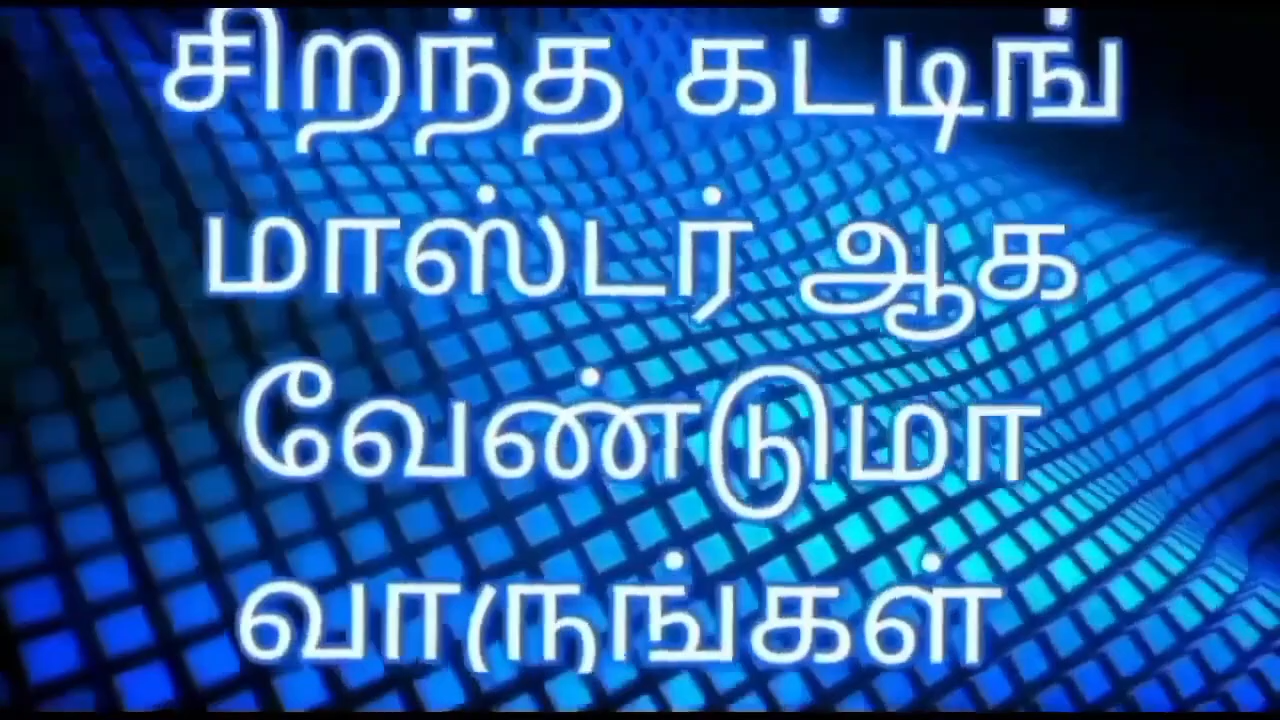 சிறந்த கட்டிங்
மாஸ்டர் ஆக
வேண்டுமா
வாருங்கள்